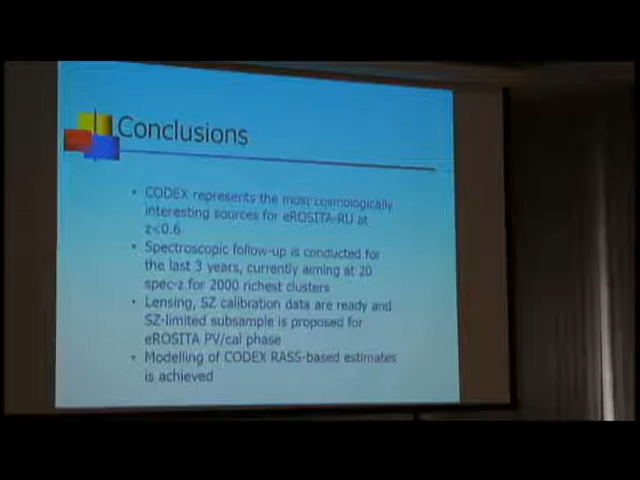 Conclusions
• CODEX represents the most cosmologically
interesting sources for eROSITA-RU at
z<0.6
• Spectroscopic follow-up is conducted for
the last 3 years, currently aiming at 20
spec-z for 2000 richest clusters
• Lensing, SZ calibration data are ready and
SZ-limited subsample is proposed for
eROSITA PV/cal phase
• Modelling of CODEX RASS-based estimates
is achieved